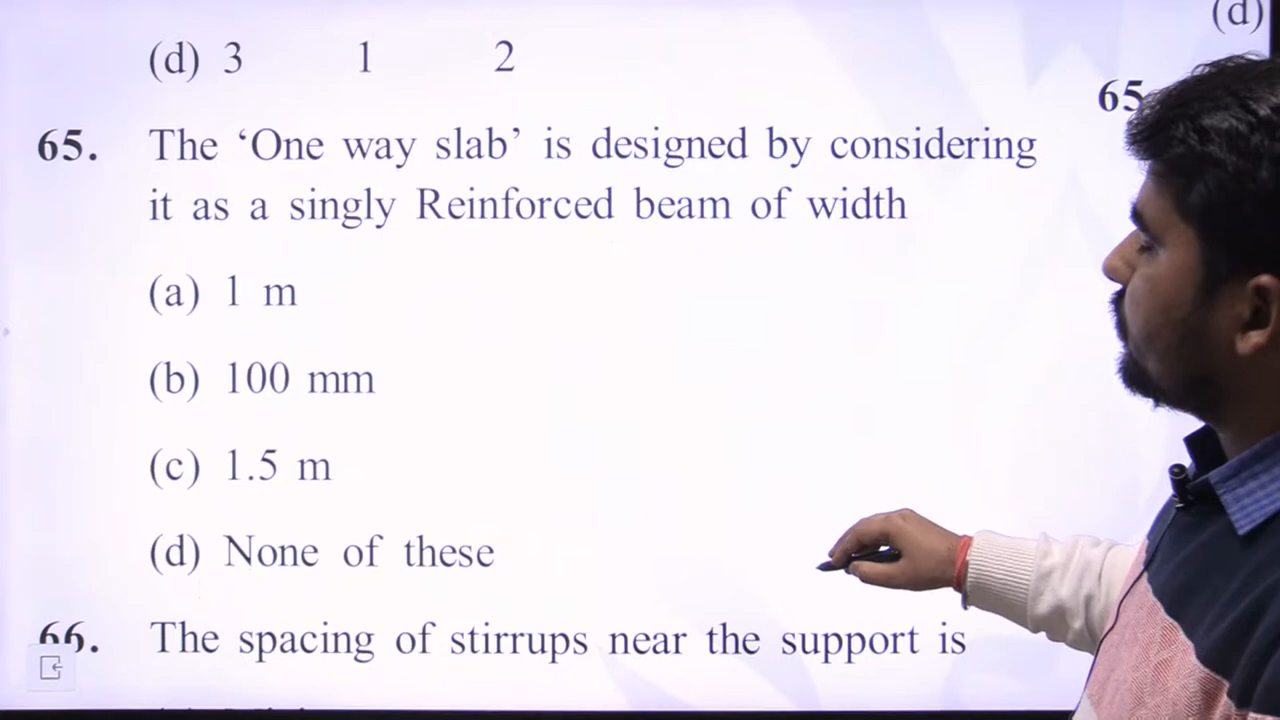 (d)
(d) 3 1 2
65
65. The ‘One way slab’ is designed by considering
it as a singly Reinforced beam of width
(a) 1 m
(b) 100 mm
(c) 1.5 m
(d) None of these
66. The spacing of stirrups near the support is